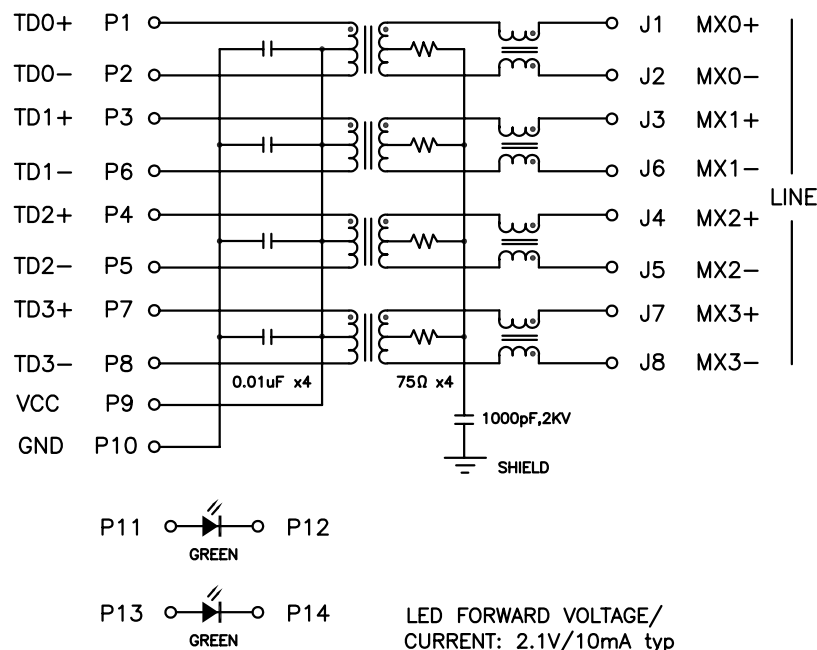 TD0+ P1 J1 MX0+
TD0- P2 J2 MX0-
TD1+ P3 J3 MX1+
TD1- P6 J6 MX1-
LINE
TD2+ P4 J4 MX2+
TD2- P5 J5 MX2-
TD3+ P7 J7 MX3+
TD3- P8 J8 MX3-
0.01uF x4 75Ω x4
VCC P9
1000pF,2KV
GND P10
SHIELD
P11 P12
GREEN
P13 P14
GREEN
LED FORWARD VOLTAGE/
CURRENT: 2.1V/10mA typ